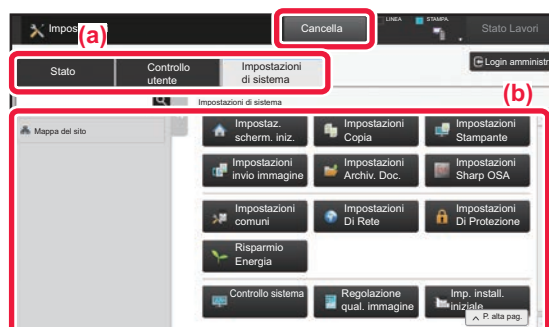 Impos
(a)
Cancella
LINEA
STAMPA.
Stato Lavori
Stato
Controllo
utente
Impostazioni
di sistema
Login amministr
(b)
Impostazioni di sistema
Mappa del sito
Impostaz.
scherm. iniz.
Impostazioni
Copia
Impostazioni
Stampante
Impostazioni
invio immagine
Impostazioni
Archiv. Doc.
Impostazioni
Sharp OSA
Impostazioni
comuni
Impostazioni
Di Rete
Impostazioni
Di Protezione
Risparmio
Energia
Controllo sistema
Regolazione
qual. immagine
Imp. install.
iniziale
P. alta pag.